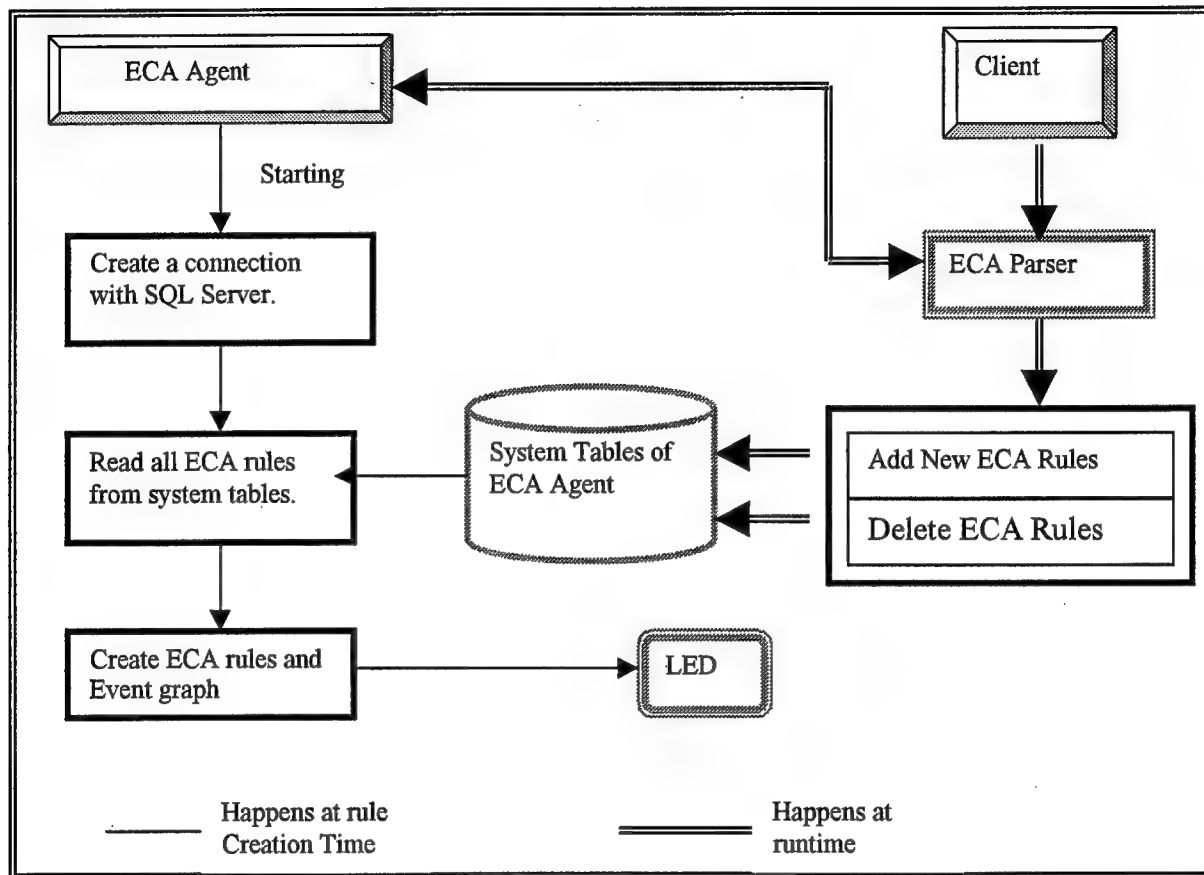 ECA Agent
Client
Starting
Create a connection
with SQL Server.
ECA Parser
Read all ECA rules
from system tables.
System Tables of
ECA Agent
Add New ECA Rules
Delete ECA Rules
Create ECA rules and
Event graph
LED
Happens at rule
Creation Time
Happens at
runtime